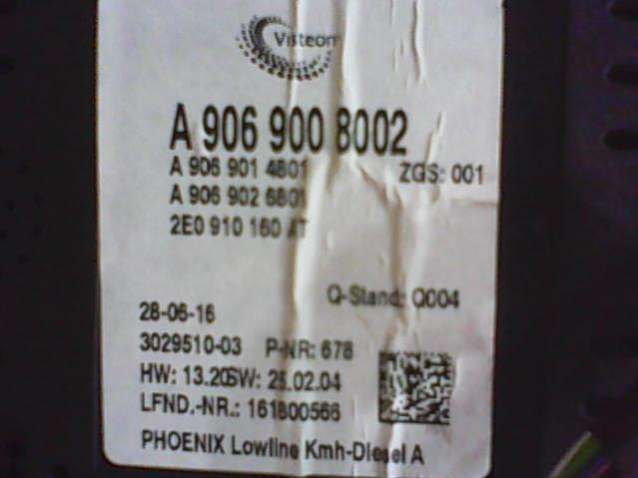 Visteon
A 906 900 8002
A 906 901 4801 ZGS: 001
A 906 902 6801
2E0 910 160 AT
Q-Stand: Q004
28-06-16
3029510-03 P-NR: 678
HW: 13.20 SW: 25.02.04
LFND.-NR.: 161800566
PHOENIX Lowline Kmh-Diesel A